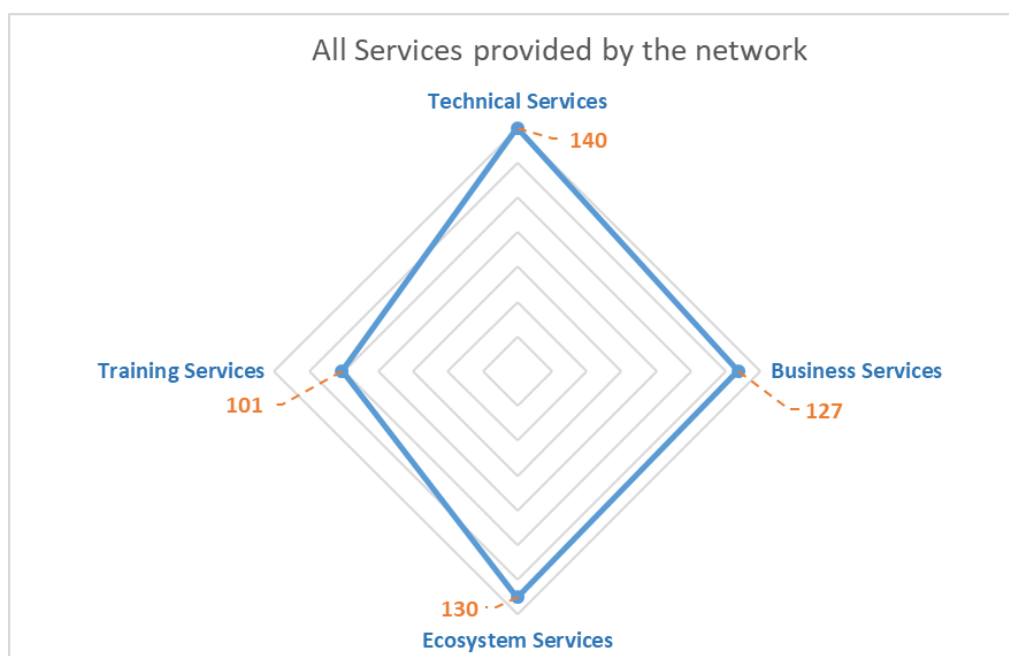 All Services provided by the network
Technical Services
140
Training Services
Business Services
101
127
130
Ecosystem Services